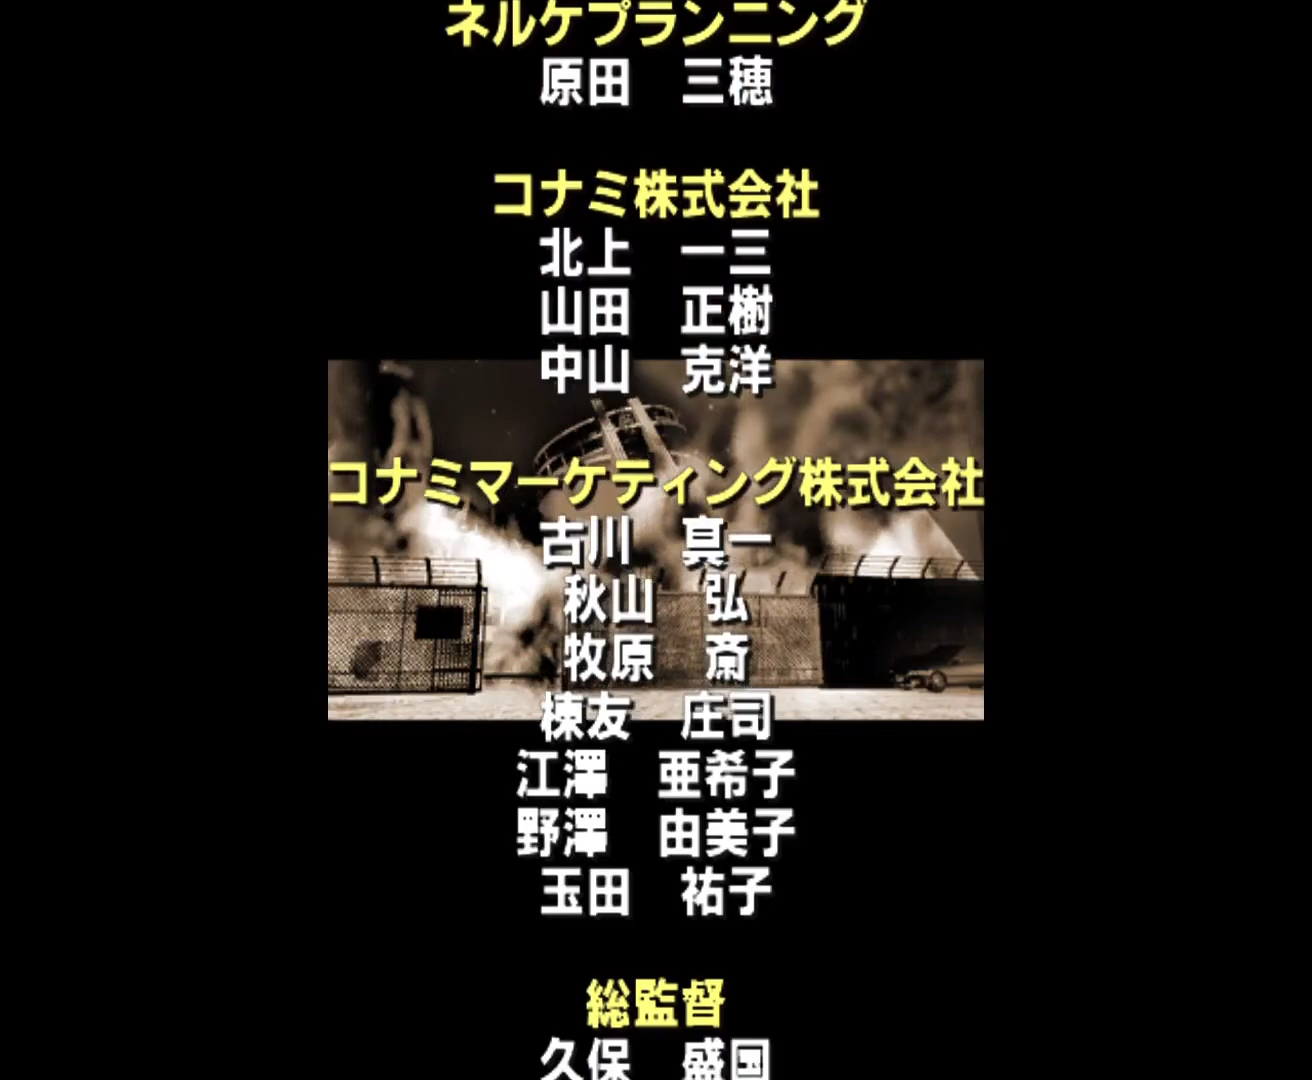 ネルケプランニング
原田　三穂
コナミ株式会社
北上　一三
山田　正樹
中山　克洋
コナミマーケティング株式会社
古川　真一
秋山　弘
牧原　斎
棟友　庄司
江澤　亜希子
野澤　由美子
玉田　祐子
総監督
久保　盛国